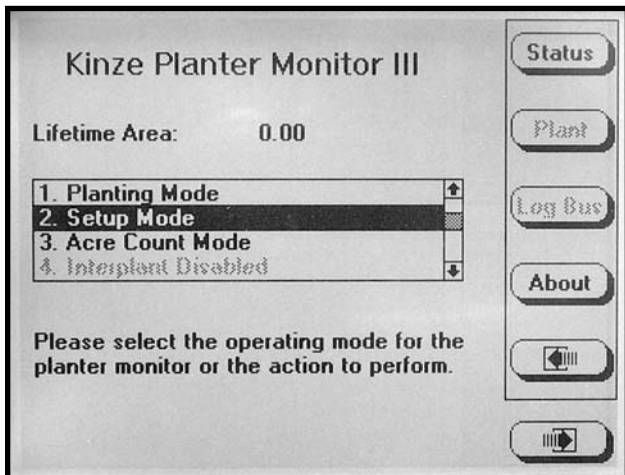 Kinze Planter Monitor III
Lifetime Area: 0.00
1. Planting Mode
2. Setup Mode
3. Acre Count Mode
4. Interplant Disabled
Please select the operating mode for the
planter monitor or the action to perform.
Status
Plant
Log Bus
About